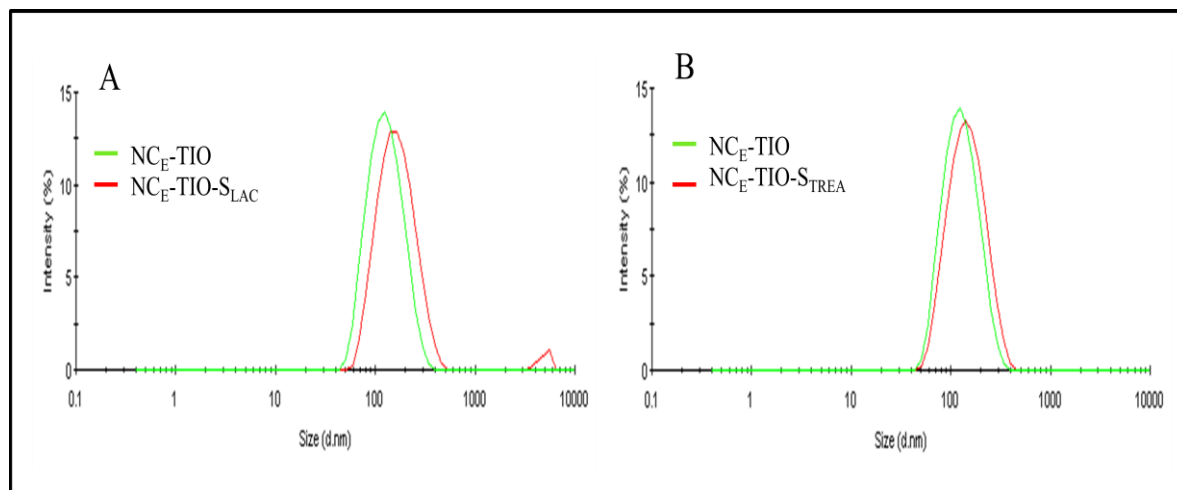 A
15
10
5
0
Intensity (%)
NCE-TIO
NCE-TIO-SLAC
0.1 1 10 100 1000 10000
Size (d.nm)
B
15
10
5
0
Intensity (%)
NCE-TIO
NCE-TIO-STREA
0.1 1 10 100 1000 10000
Size (d.nm)